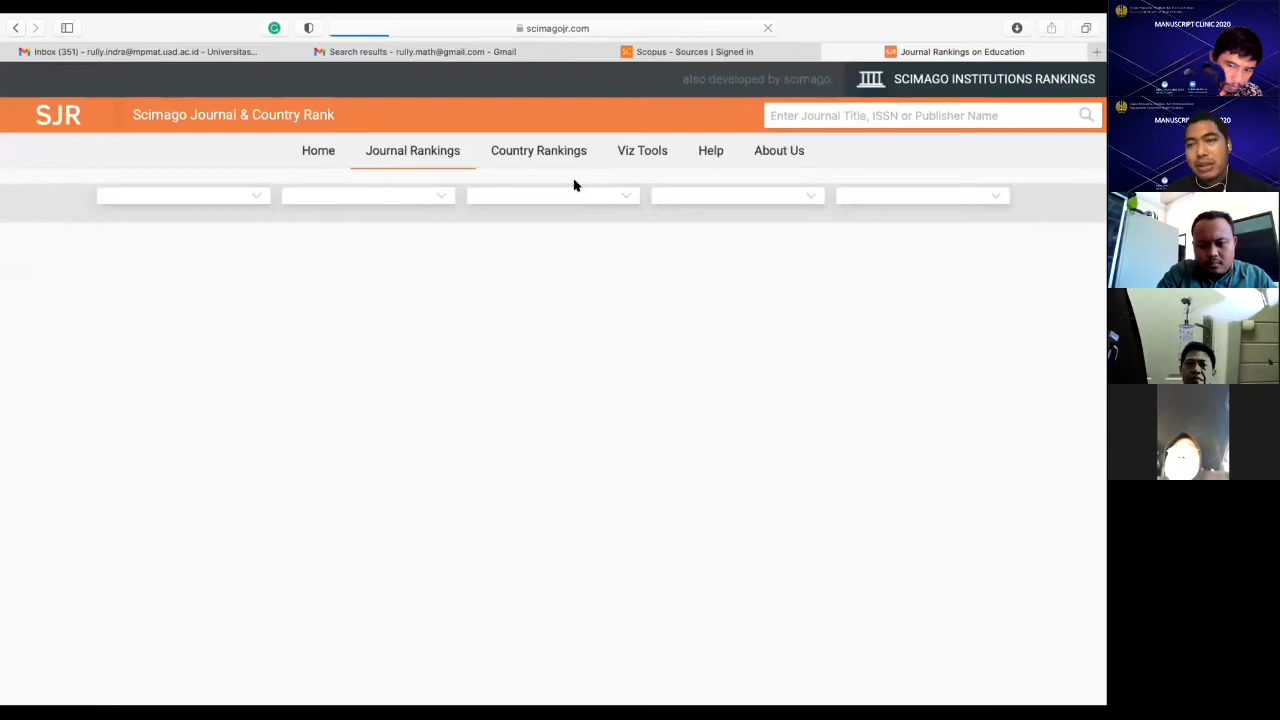 scimagojr.com
Inbox (351) - rully.indra@mpmat.uad.ac.id - Universitas...
Search results - rully.math@gmail.com - Gmail
Scopus - Sources | Signed in
Journal Rankings on Education
also developed by scimago:
SCIMAGO INSTITUTIONS RANKINGS
SJR
Scimago Journal & Country Rank
Enter Journal Title, ISSN or Publisher Name
Home
Journal Rankings
Country Rankings
Viz Tools
Help
About Us
MANUSCRIPT CLINIC 2020